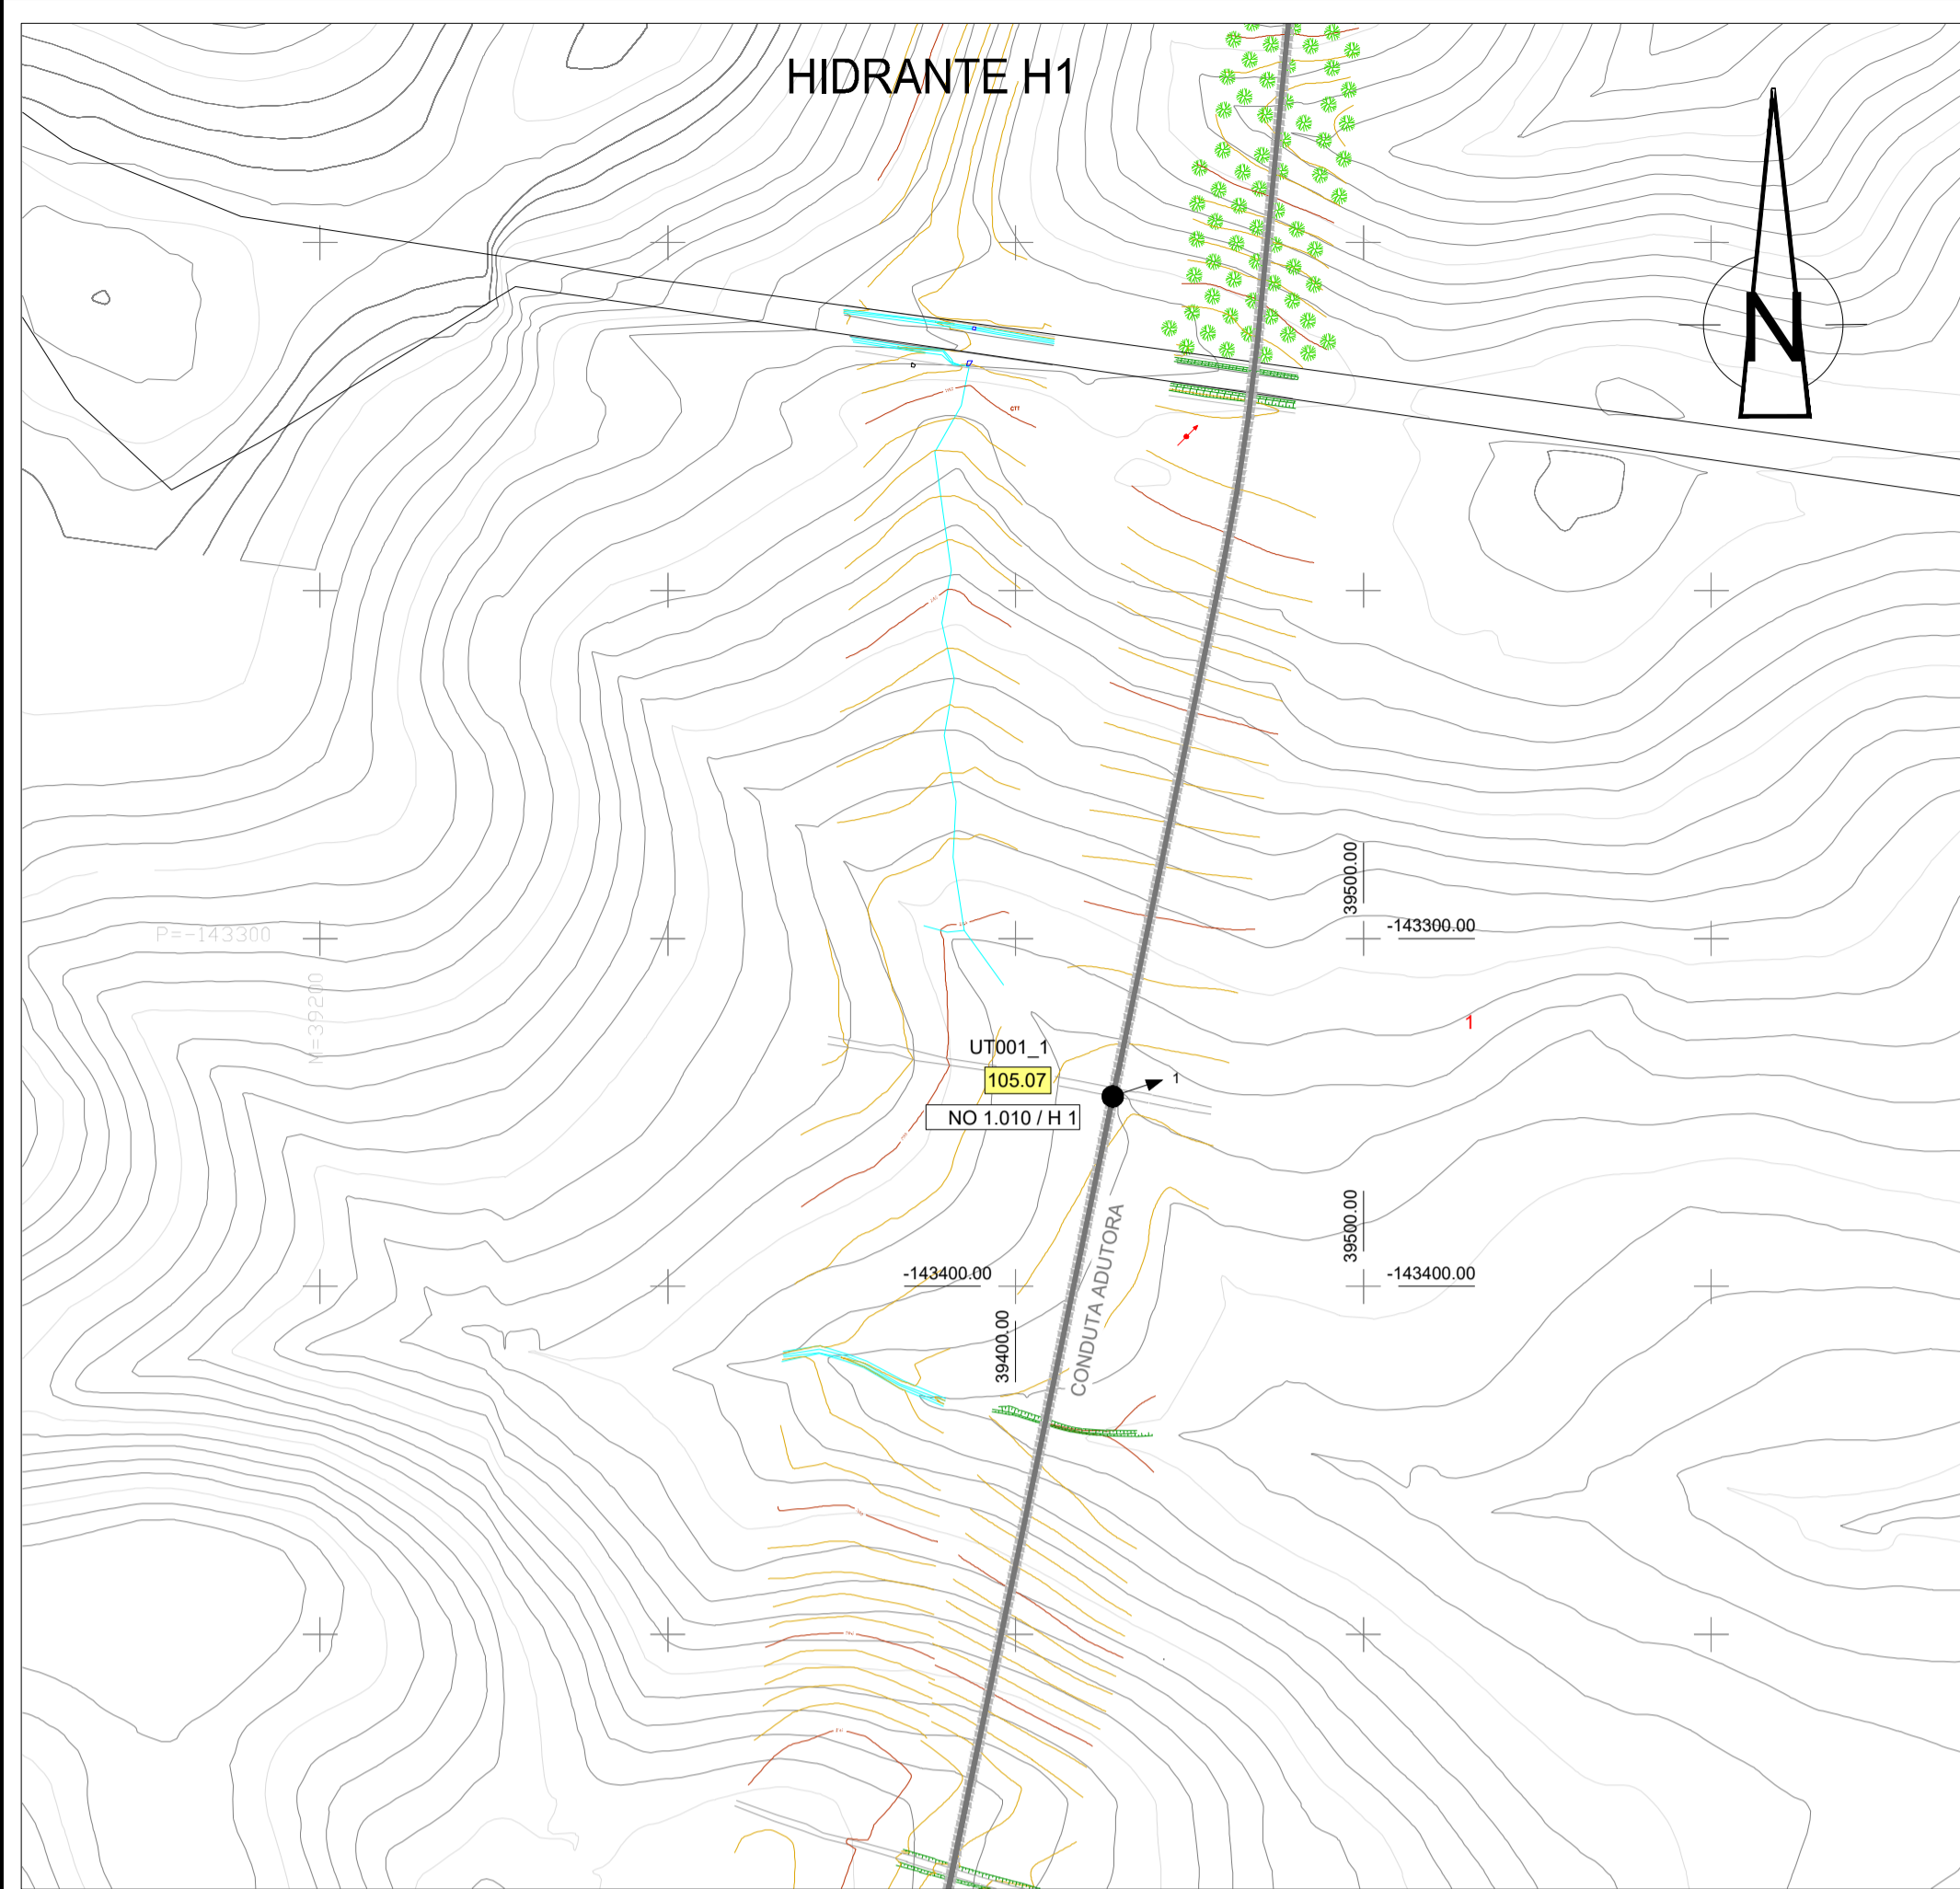 HIDRANTE H1
N
39500.00
-143300.00
P=-143300
N=39200
1
UT001_1
105.07
1
NO 1.010 / H 1
CONDUTA ADUTORA
39500.00
-143400.00
-143400.00
39400.00